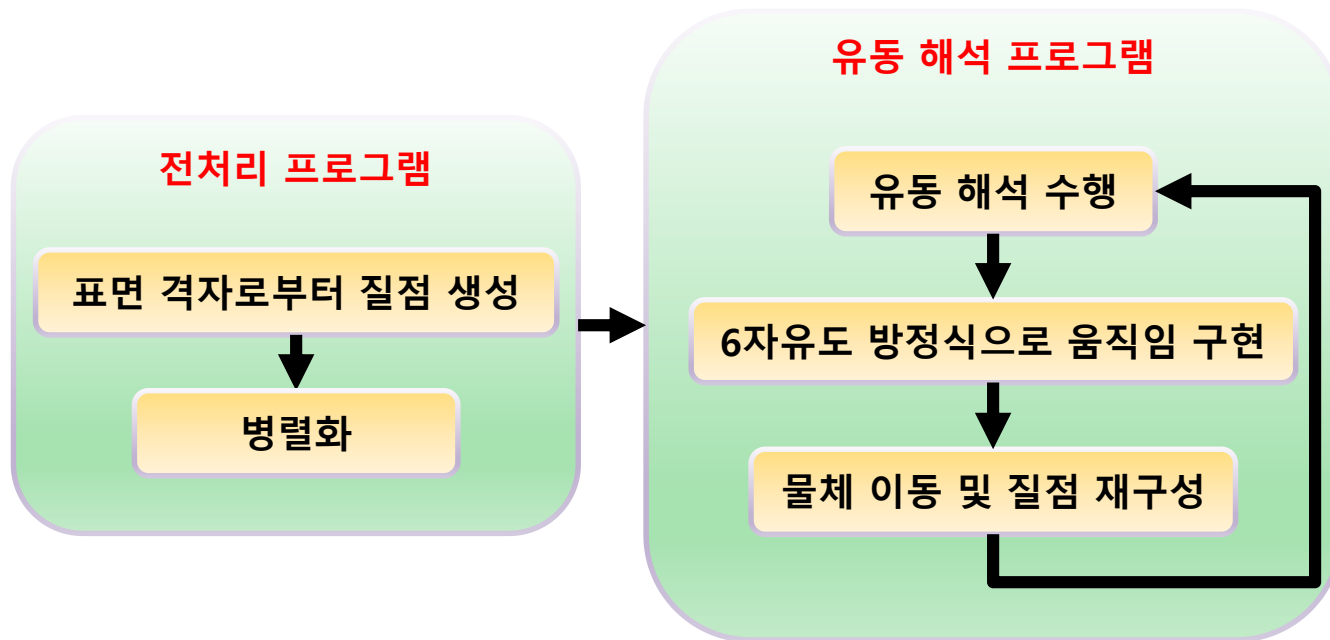 전처리 프로그램
표면 격자로부터 질점 생성
병렬화
유동 해석 프로그램
유동 해석 수행
6자유도 방정식으로 움직임 구현
물체 이동 및 질점 재구성